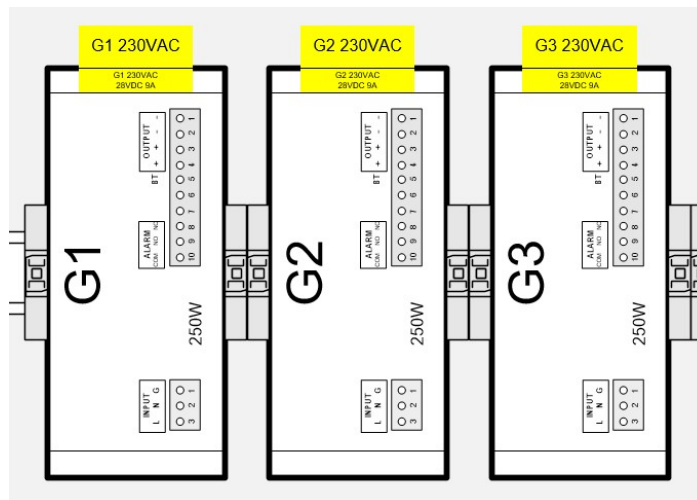 G1 230VAC
G1 230VAC
28VDC 9A
OUTPUT
BT + + - -
1
2
3
4
5
6
7
8
9
10
ALARM
COM NO NC
G1
250W
INPUT
L N G
1
2
3
G2 230VAC
G2 230VAC
28VDC 9A
OUTPUT
BT + + - -
1
2
3
4
5
6
7
8
9
10
ALARM
COM NO NC
G2
250W
INPUT
L N G
1
2
3
G3 230VAC
G3 230VAC
28VDC 9A
OUTPUT
BT + + - -
1
2
3
4
5
6
7
8
9
10
ALARM
COM NO NC
G3
250W
INPUT
L N G
1
2
3